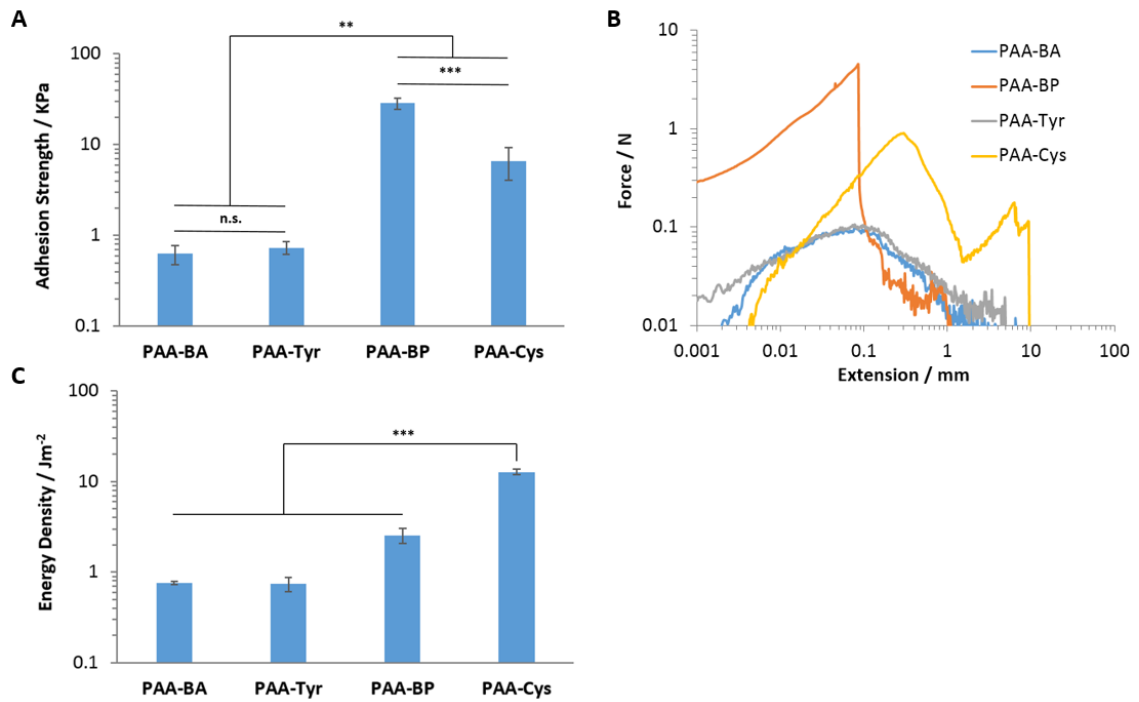 A
Adhesion Strength / KPa
100
10
1
0.1
**
***
n.s.
PAA-BA PAA-Tyr PAA-BP PAA-Cys
B
Force / N
10
1
0.1
0.01
0.001 0.01 0.1 1 10 100
Extension / mm
PAA-BA
PAA-BP
PAA-Tyr
PAA-Cys
C
Energy Density / Jm⁻²
100
10
1
0.1
***
PAA-BA PAA-Tyr PAA-BP PAA-Cys